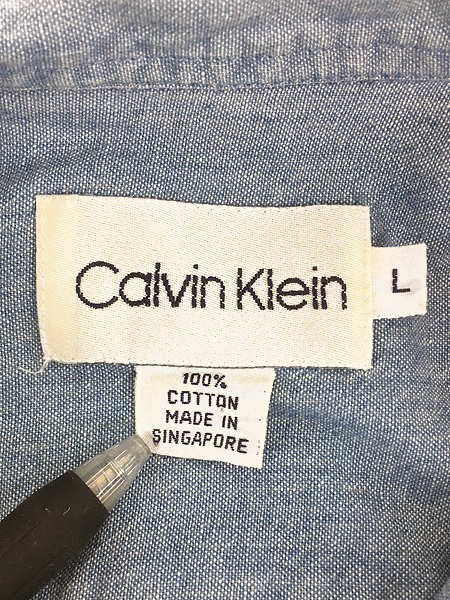 Calvin Klein
L
100%
COTTON
MADE IN
SINGAPORE